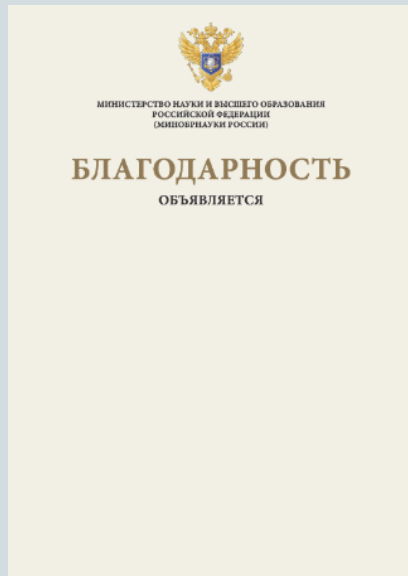 МИНИСТЕРСТВО НАУКИ И ВЫСШЕГО ОБРАЗОВАНИЯ
РОССИЙСКОЙ ФЕДЕРАЦИИ
(МИНОБРНАУКИ РОССИИ)
БЛАГОДАРНОСТЬ
ОБЪЯВЛЯЕТСЯ